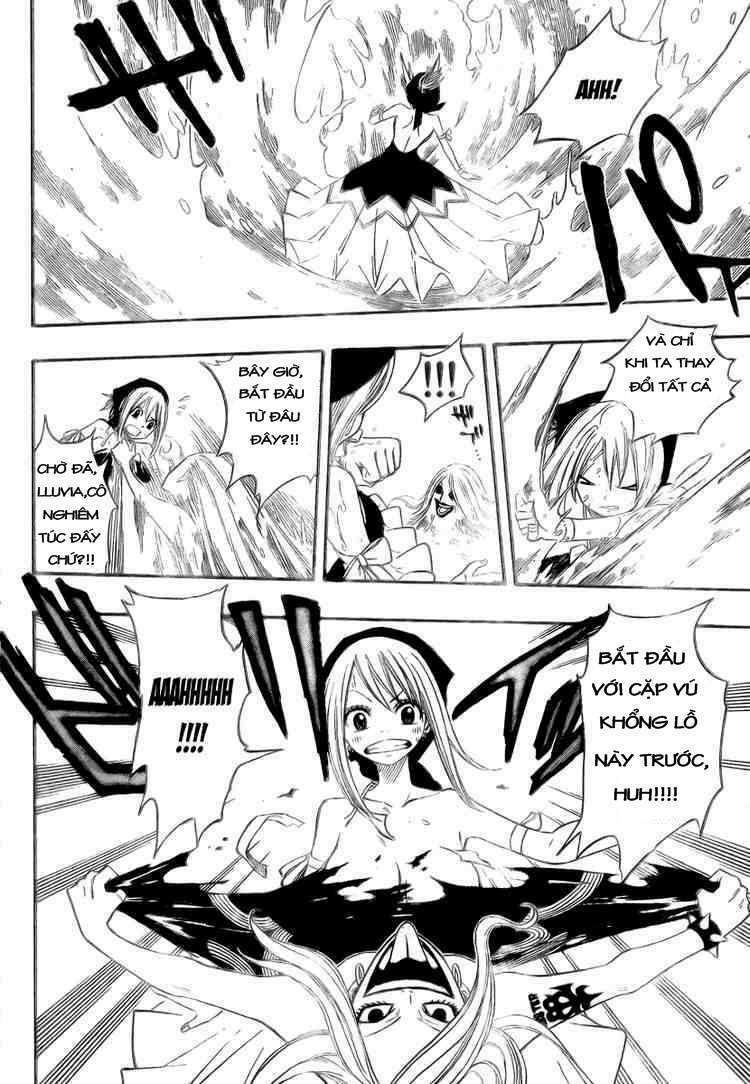 AHH!
VÀ CHỈ
KHI TA THAY
ĐỔI TẤT CẢ
!!!
BÂY GIỜ,
BẮT ĐẦU
TỪ ĐÂU
ĐÂY?!!
CHỜ ĐÃ,
LLUVIA,CÔ
NGHIÊM
TÚC ĐẤY
CHỨ?!!
BẮT ĐẦU
VỚI CẶP VÚ
KHỔNG LỒ
NÀY TRƯỚC,
HUH!!!!
AAAHHHHH
!!!!